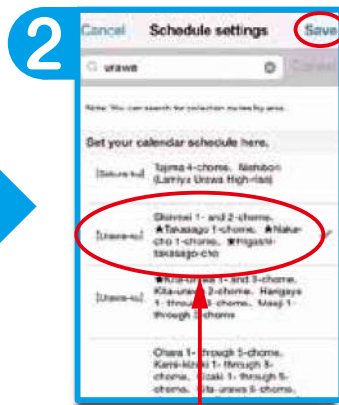 2
Cancel Schedule settings Save
urawa Cancel
Note: You can search for collection routes by area.
Set your calendar schedule here.
[Sakura-ku] Tajima 4-chome, Nishibori
(Lamiya Urawa High-rise)
Shinmei 1- and 2-chome,
[Urawa-ku] ★Takasago 1-chome, ★Naka-
cho 1-chome, ★Higashi-
takasago-cho
★Kita-urawa 1- and 3-chome,
Kita-urawa 2-chome, Harigaya
[Urawa-ku] 1- through 4-chome, Maeji 1-
through 3-chome
Ohara 1- through 5-chome,
Kami-kizaki 1- through 8-
chome, Kizaki 1- through 5-
chome, Kita-urawa 5-chome,